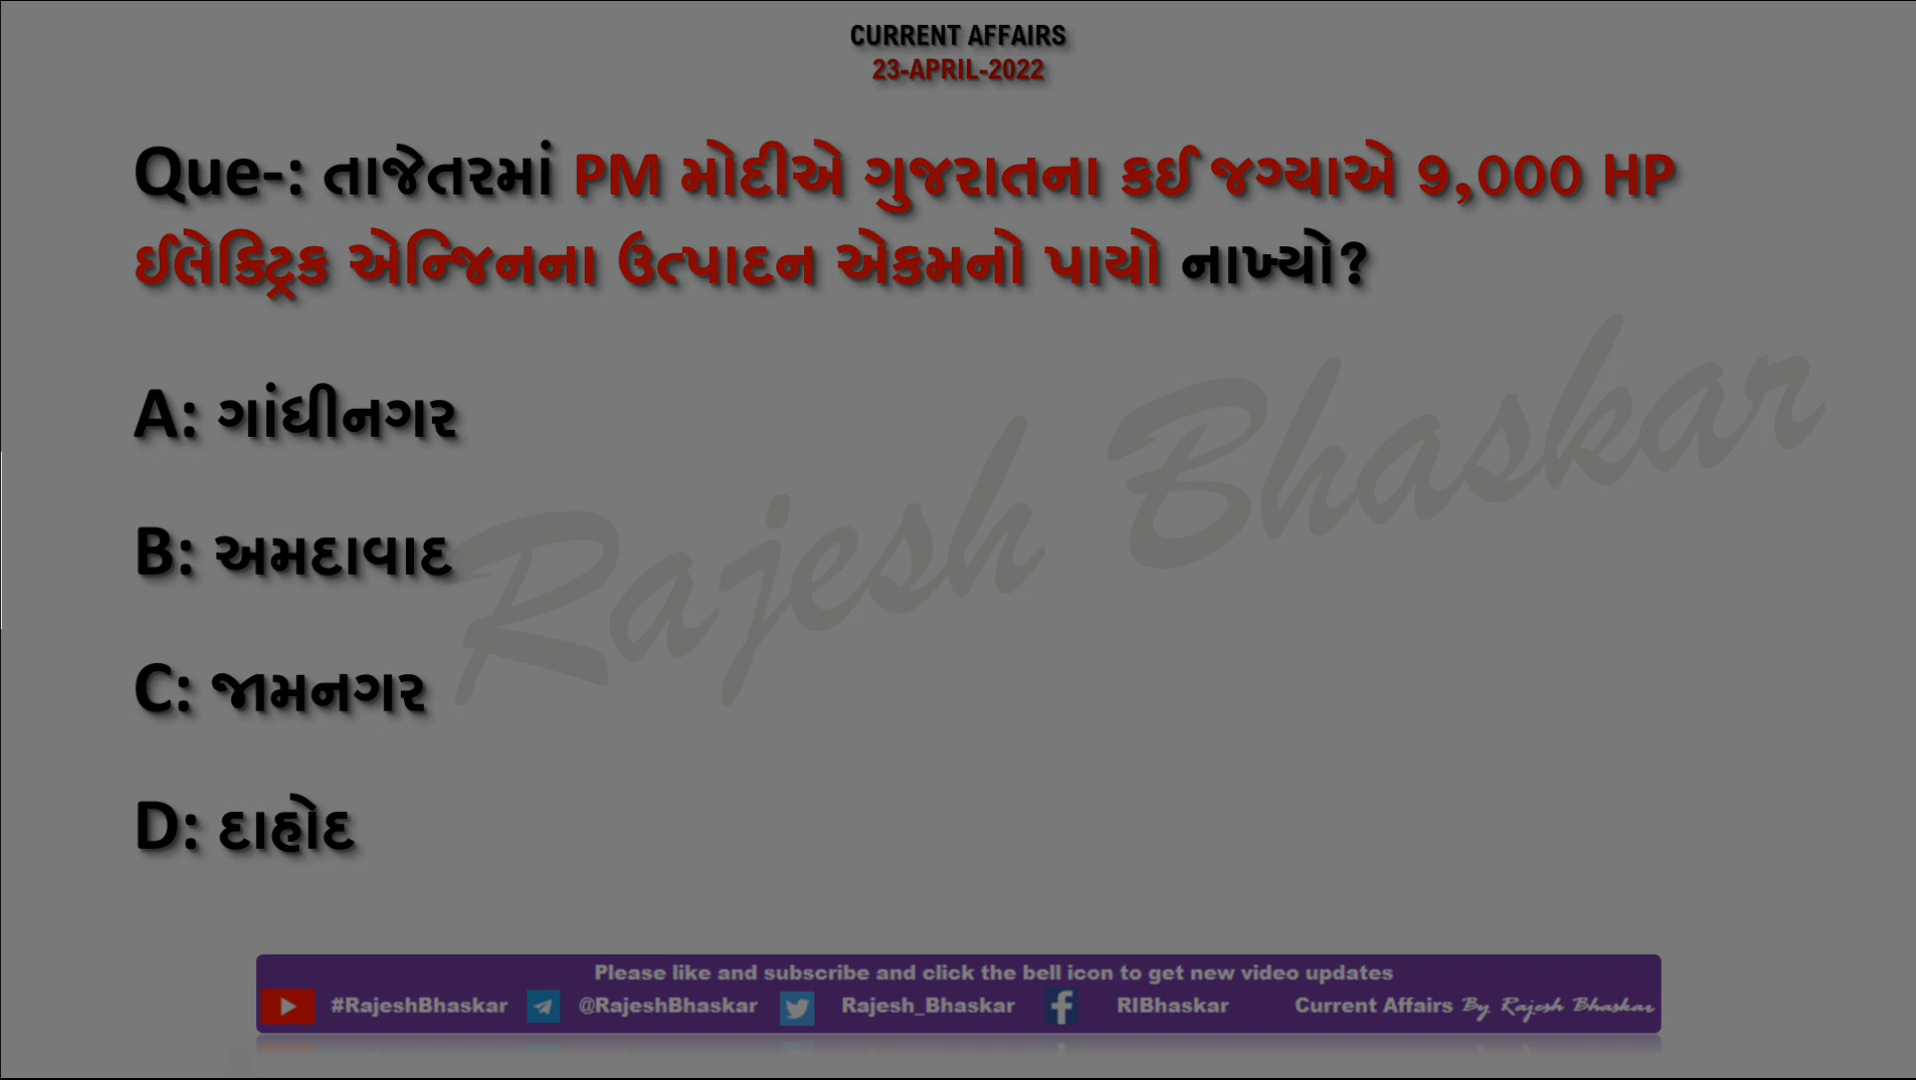 CURRENT AFFAIRS
23-APRIL-2022
Que-: તાજેતરમાં PM મોદીએ ગુજરાતના કઈ જગ્યાએ 9,000 HP
ઈલેક્ટ્રિક એન્જિનના ઉત્પાદન એકમનો પાયો નાખ્યો?
A: ગાંધીનગર
B: અમદાવાદ
C: જામનગર
D: દાહોદ
Rajesh Bhaskar
Please like and subscribe and click the bell icon to get new video updates
#RajeshBhaskar @RajeshBhaskar Rajesh_Bhaskar RIBhaskar Current Affairs By Rajesh Bhaskar